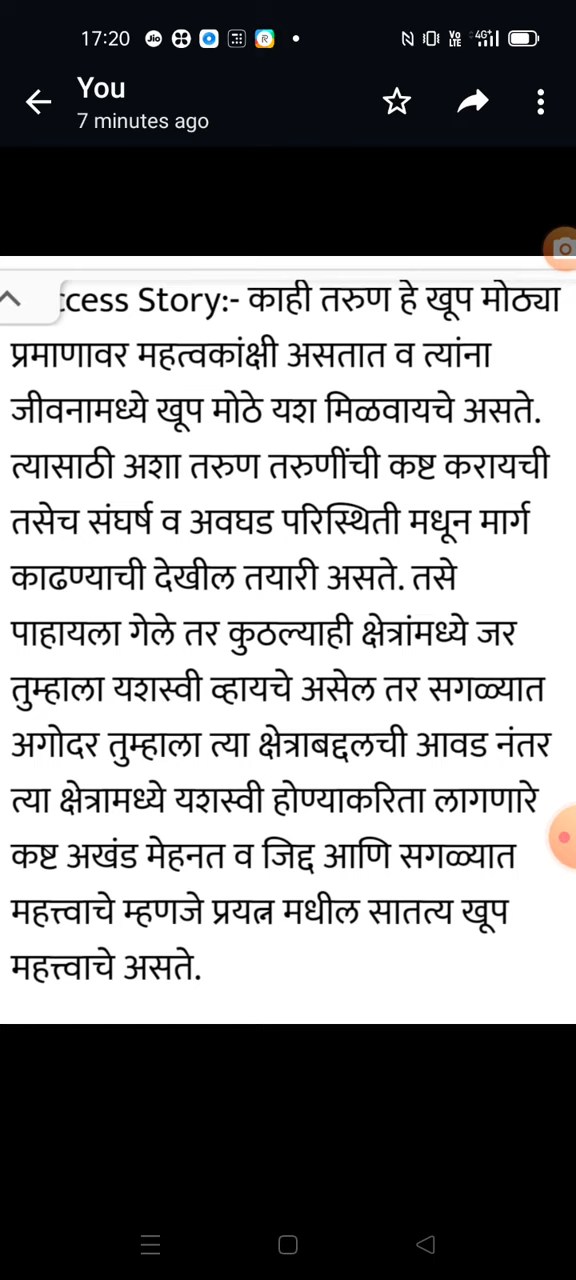 17:20
You
7 minutes ago
ccess Story:- काही तरुण हे खूप मोठ्या
प्रमाणावर महत्वकांक्षी असतात व त्यांना
जीवनामध्ये खूप मोठे यश मिळवायचे असते.
त्यासाठी अशा तरुण तरुणींची कष्ट करायची
तसेच संघर्ष व अवघड परिस्थिती मधून मार्ग
काढण्याची देखील तयारी असते. तसे
पाहायला गेले तर कुठल्याही क्षेत्रांमध्ये जर
तुम्हाला यशस्वी व्हायचे असेल तर सगळ्यात
अगोदर तुम्हाला त्या क्षेत्राबद्दलची आवड नंतर
त्या क्षेत्रामध्ये यशस्वी होण्याकरिता लागणारे
कष्ट अखंड मेहनत व जिद्द आणि सगळ्यात
महत्त्वाचे म्हणजे प्रयत्न मधील सातत्य खूप
महत्त्वाचे असते.